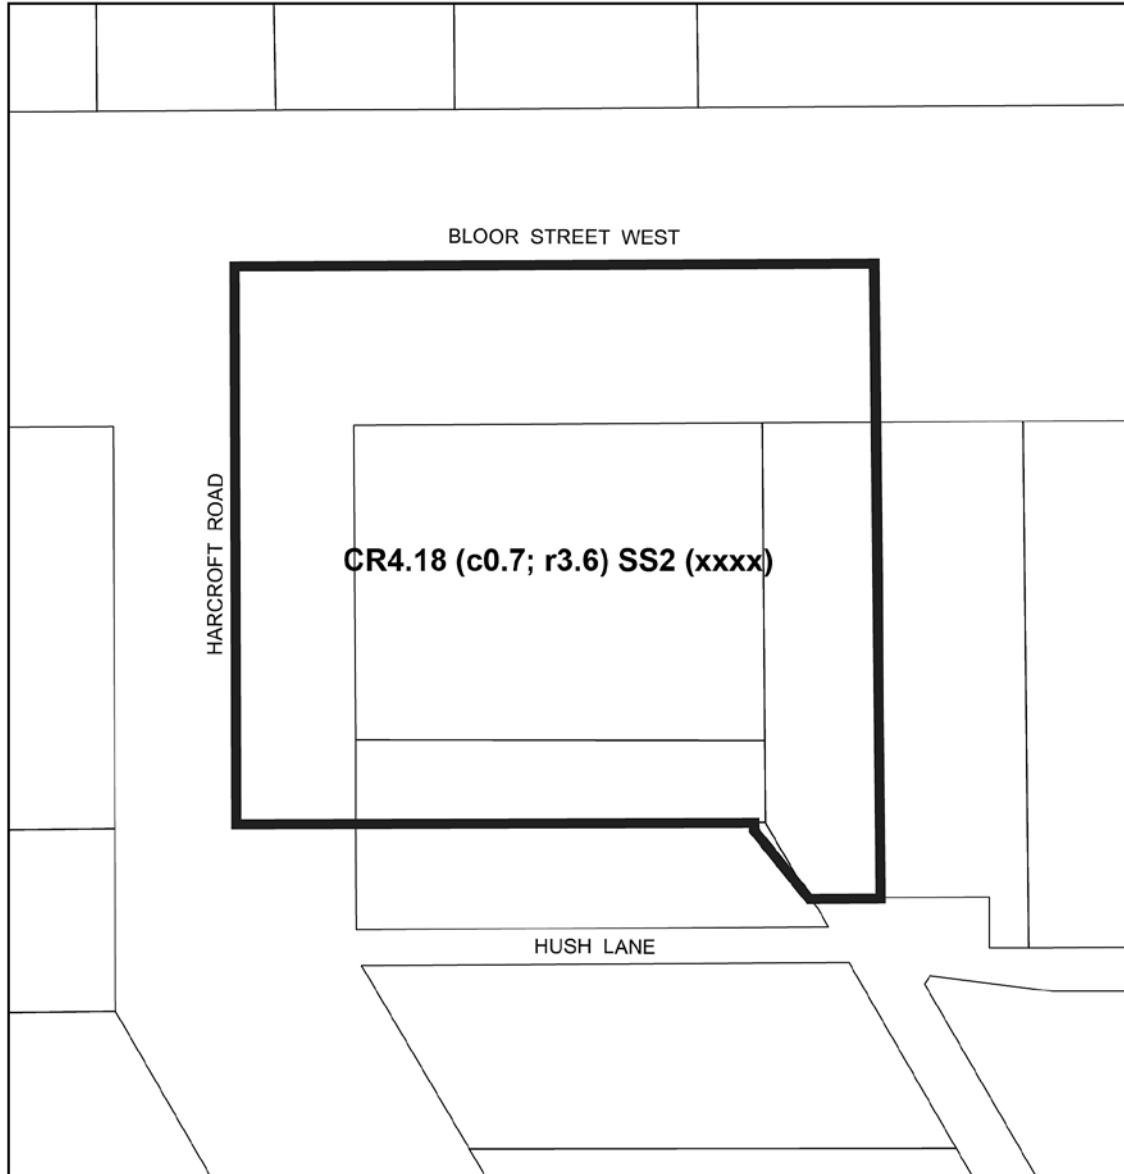 BLOOR STREET WEST
HARCROFT ROAD
CR4.18 (c0.7; r3.6) SS2 (xxxx)
HUSH LANE